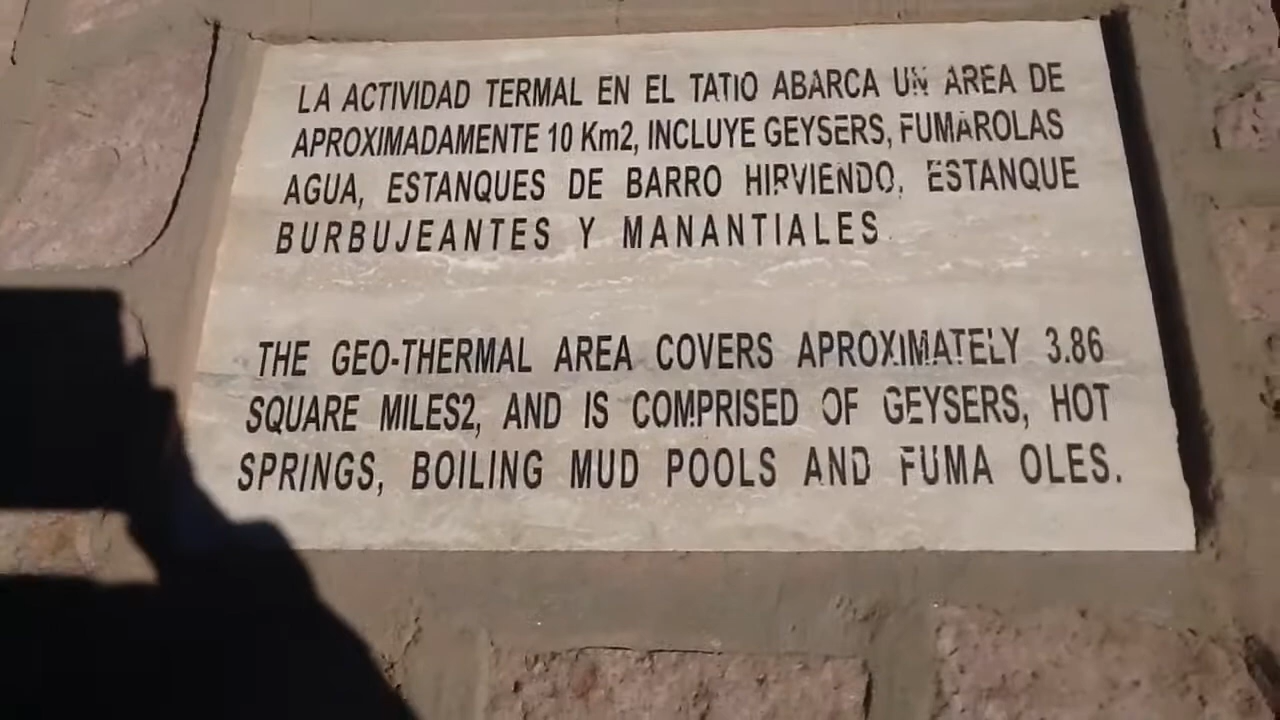 LA ACTIVIDAD TERMAL EN EL TATIO ABARCA UN AREA DE
APROXIMADAMENTE 10 Km2, INCLUYE GEYSERS, FUMAROLAS
AGUA, ESTANQUES DE BARRO HIRVIENDO, ESTANQUE
BURBUJEANTES Y MANANTIALES
THE GEO-THERMAL AREA COVERS APROXIMATELY 3.86
SQUARE MILES2, AND IS COMPRISED OF GEYSERS, HOT
SPRINGS, BOILING MUD POOLS AND FUMA OLES.